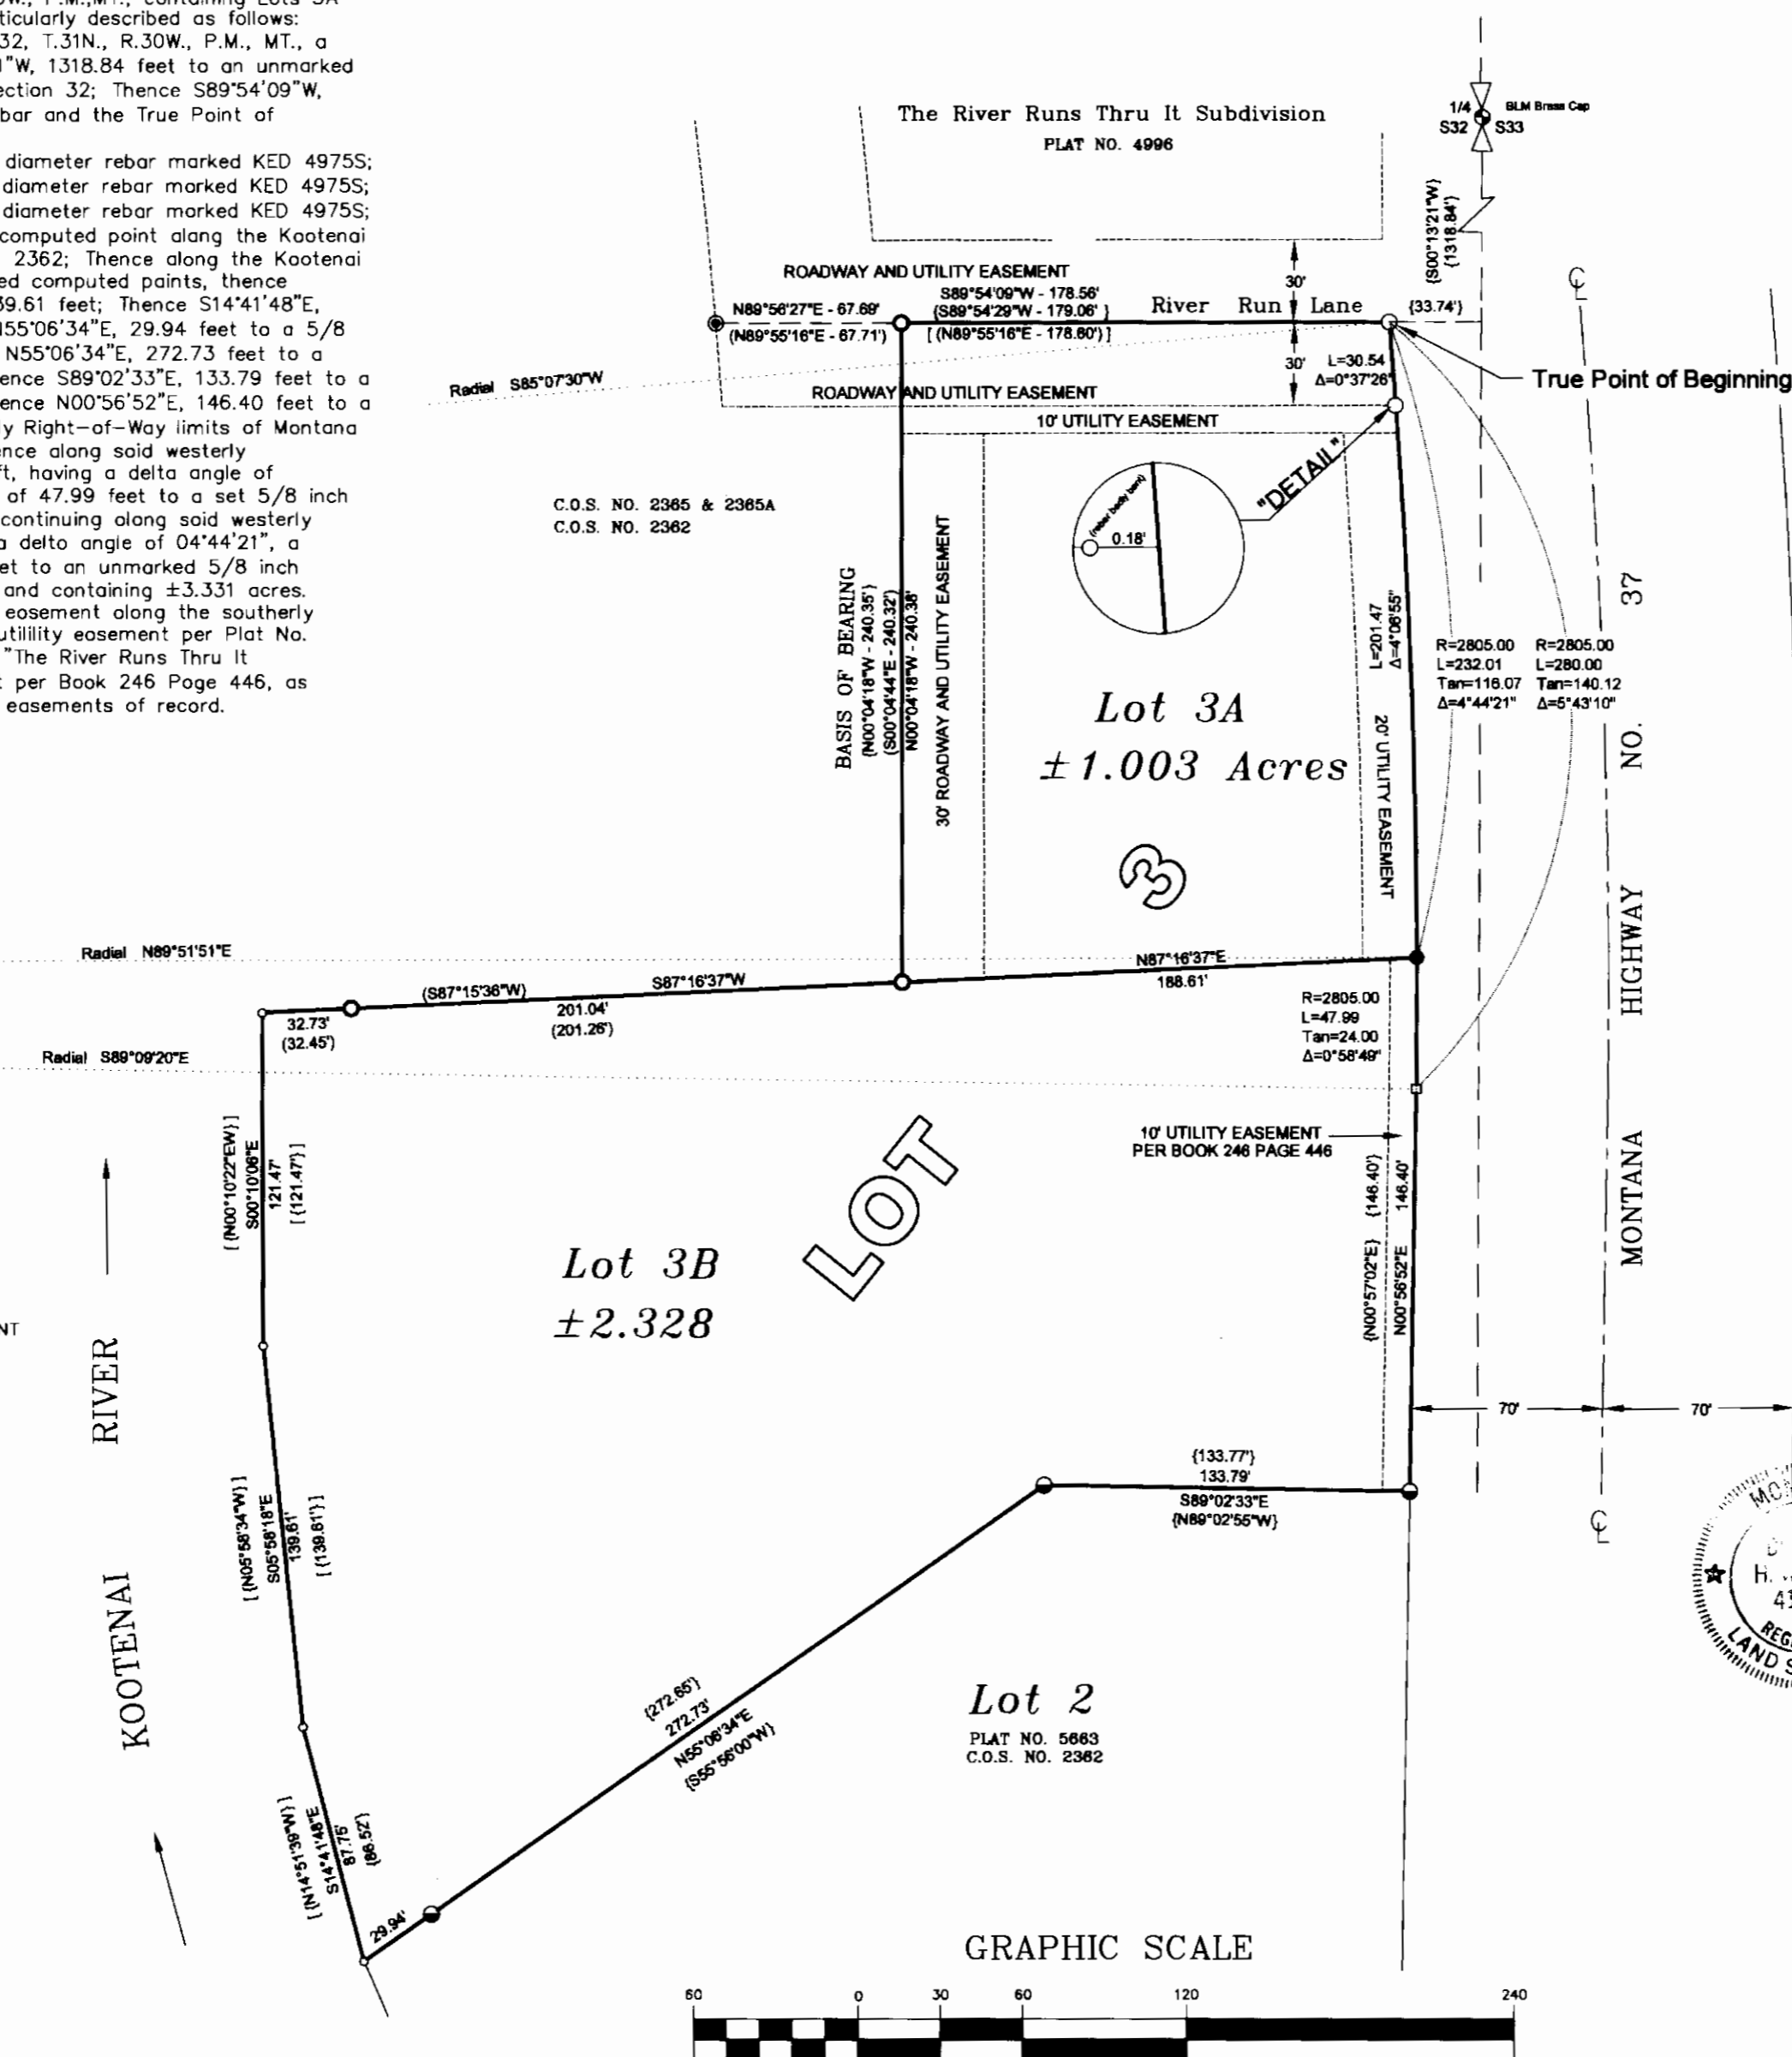 ticularly described as follows:
32, T.31N., R.30W., P.M., MT., a
"W, 1318.84 feet to an unmarked
ection 32; Thence S89°54'09"W,
bar and the True Point of
diameter rebar marked KED 4975S;
diameter rebar marked KED 4975S;
diameter rebar marked KED 4975S;
computed point along the Kootenai
2362; Thence along the Kootenai
ed computed points, thence
39.61 feet; Thence S14°41'48"E,
N55°06'34"E, 29.94 feet to a 5/8
N55°06'34"E, 272.73 feet to a
ence S89°02'33"E, 133.79 feet to a
ence N00°56'52"E, 146.40 feet to a
ly Right-of-Way limits of Montana
nce along said westerly
ft, having a delta angle of
of 47.99 feet to a set 5/8 inch
continuing along said westerly
a delta angle of 04°44'21", a
et to an unmarked 5/8 inch
and containing ±3.331 acres.
easement along the southerly
utilility easement per Plat No.
"The River Runs Thru It
t per Book 246 Page 446, as
easements of record.
The River Runs Thru It Subdivision
PLAT NO. 4996
1/4
BLM Brass Cap
S32
S33
{S00°13'21"W}
{1318.84'}
ROADWAY AND UTILITY EASEMENT
N89°56'27"E - 67.69'
(N89°55'16"E - 67.71')
S89°54'09"W - 178.56'
(S89°54'29"W - 179.06' )
[ (N89°55'16"E - 178.60') ]
River Run Lane
30'
30'
{33.74'}
L=30.54
Δ=0°37'26"
True Point of Beginning
Radial S85°07'30"W
ROADWAY AND UTILITY EASEMENT
10' UTILITY EASEMENT
"DETAIL"
(rebar badly bent)
0.18'
C.O.S. NO. 2365 & 2365A
C.O.S. NO. 2362
BASIS OF BEARING
{N00°04'18"W - 240.35'}
(S00°04'44"E - 240.32')
N00°04'18"W - 240.38'
30' ROADWAY AND UTILITY EASEMENT
L=201.47
Δ=4°06'55"
20' UTILITY EASEMENT
R=2805.00
L=232.01
Tan=116.07
Δ=4°44'21"
R=2805.00
L=280.00
Tan=140.12
Δ=5°43'10"
MONTANA HIGHWAY NO. 37
Lot 3A
±1.003 Acres
LOT 3
Radial N89°51'51"E
N87°16'37"E
188.61'
(S87°15'36"W)
S87°16'37"W
201.04'
(201.26')
32.73'
(32.45')
Radial S89°09'20"E
R=2805.00
L=47.99
Tan=24.00
Δ=0°58'49"
10' UTILITY EASEMENT
PER BOOK 246 PAGE 446
{146.40'}
146.40'
{N00°57'02"E}
N00°56'52"E
[ {N00°10'22"EW} ]
S00°10'06"E
121.47'
[ {121.47'} ]
Lot 3B
±2.328
NT
KOOTENAI RIVER
[ {N05°58'34"W} ]
S05°58'18"E
139.61'
[ {139.61'} ]
70'
70'
{133.77'}
133.79'
S89°02'33"E
{N89°02'55"W}
{272.65'}
272.73'
N55°06'34"E
{S55°56'00"W}
Lot 2
PLAT NO. 5663
C.O.S. NO. 2362
[ {N14°51'39"W} ]
S14°41'48"E
87.75'
{86.52'}
29.94'
GRAPHIC SCALE
60 0 30 60 120 240